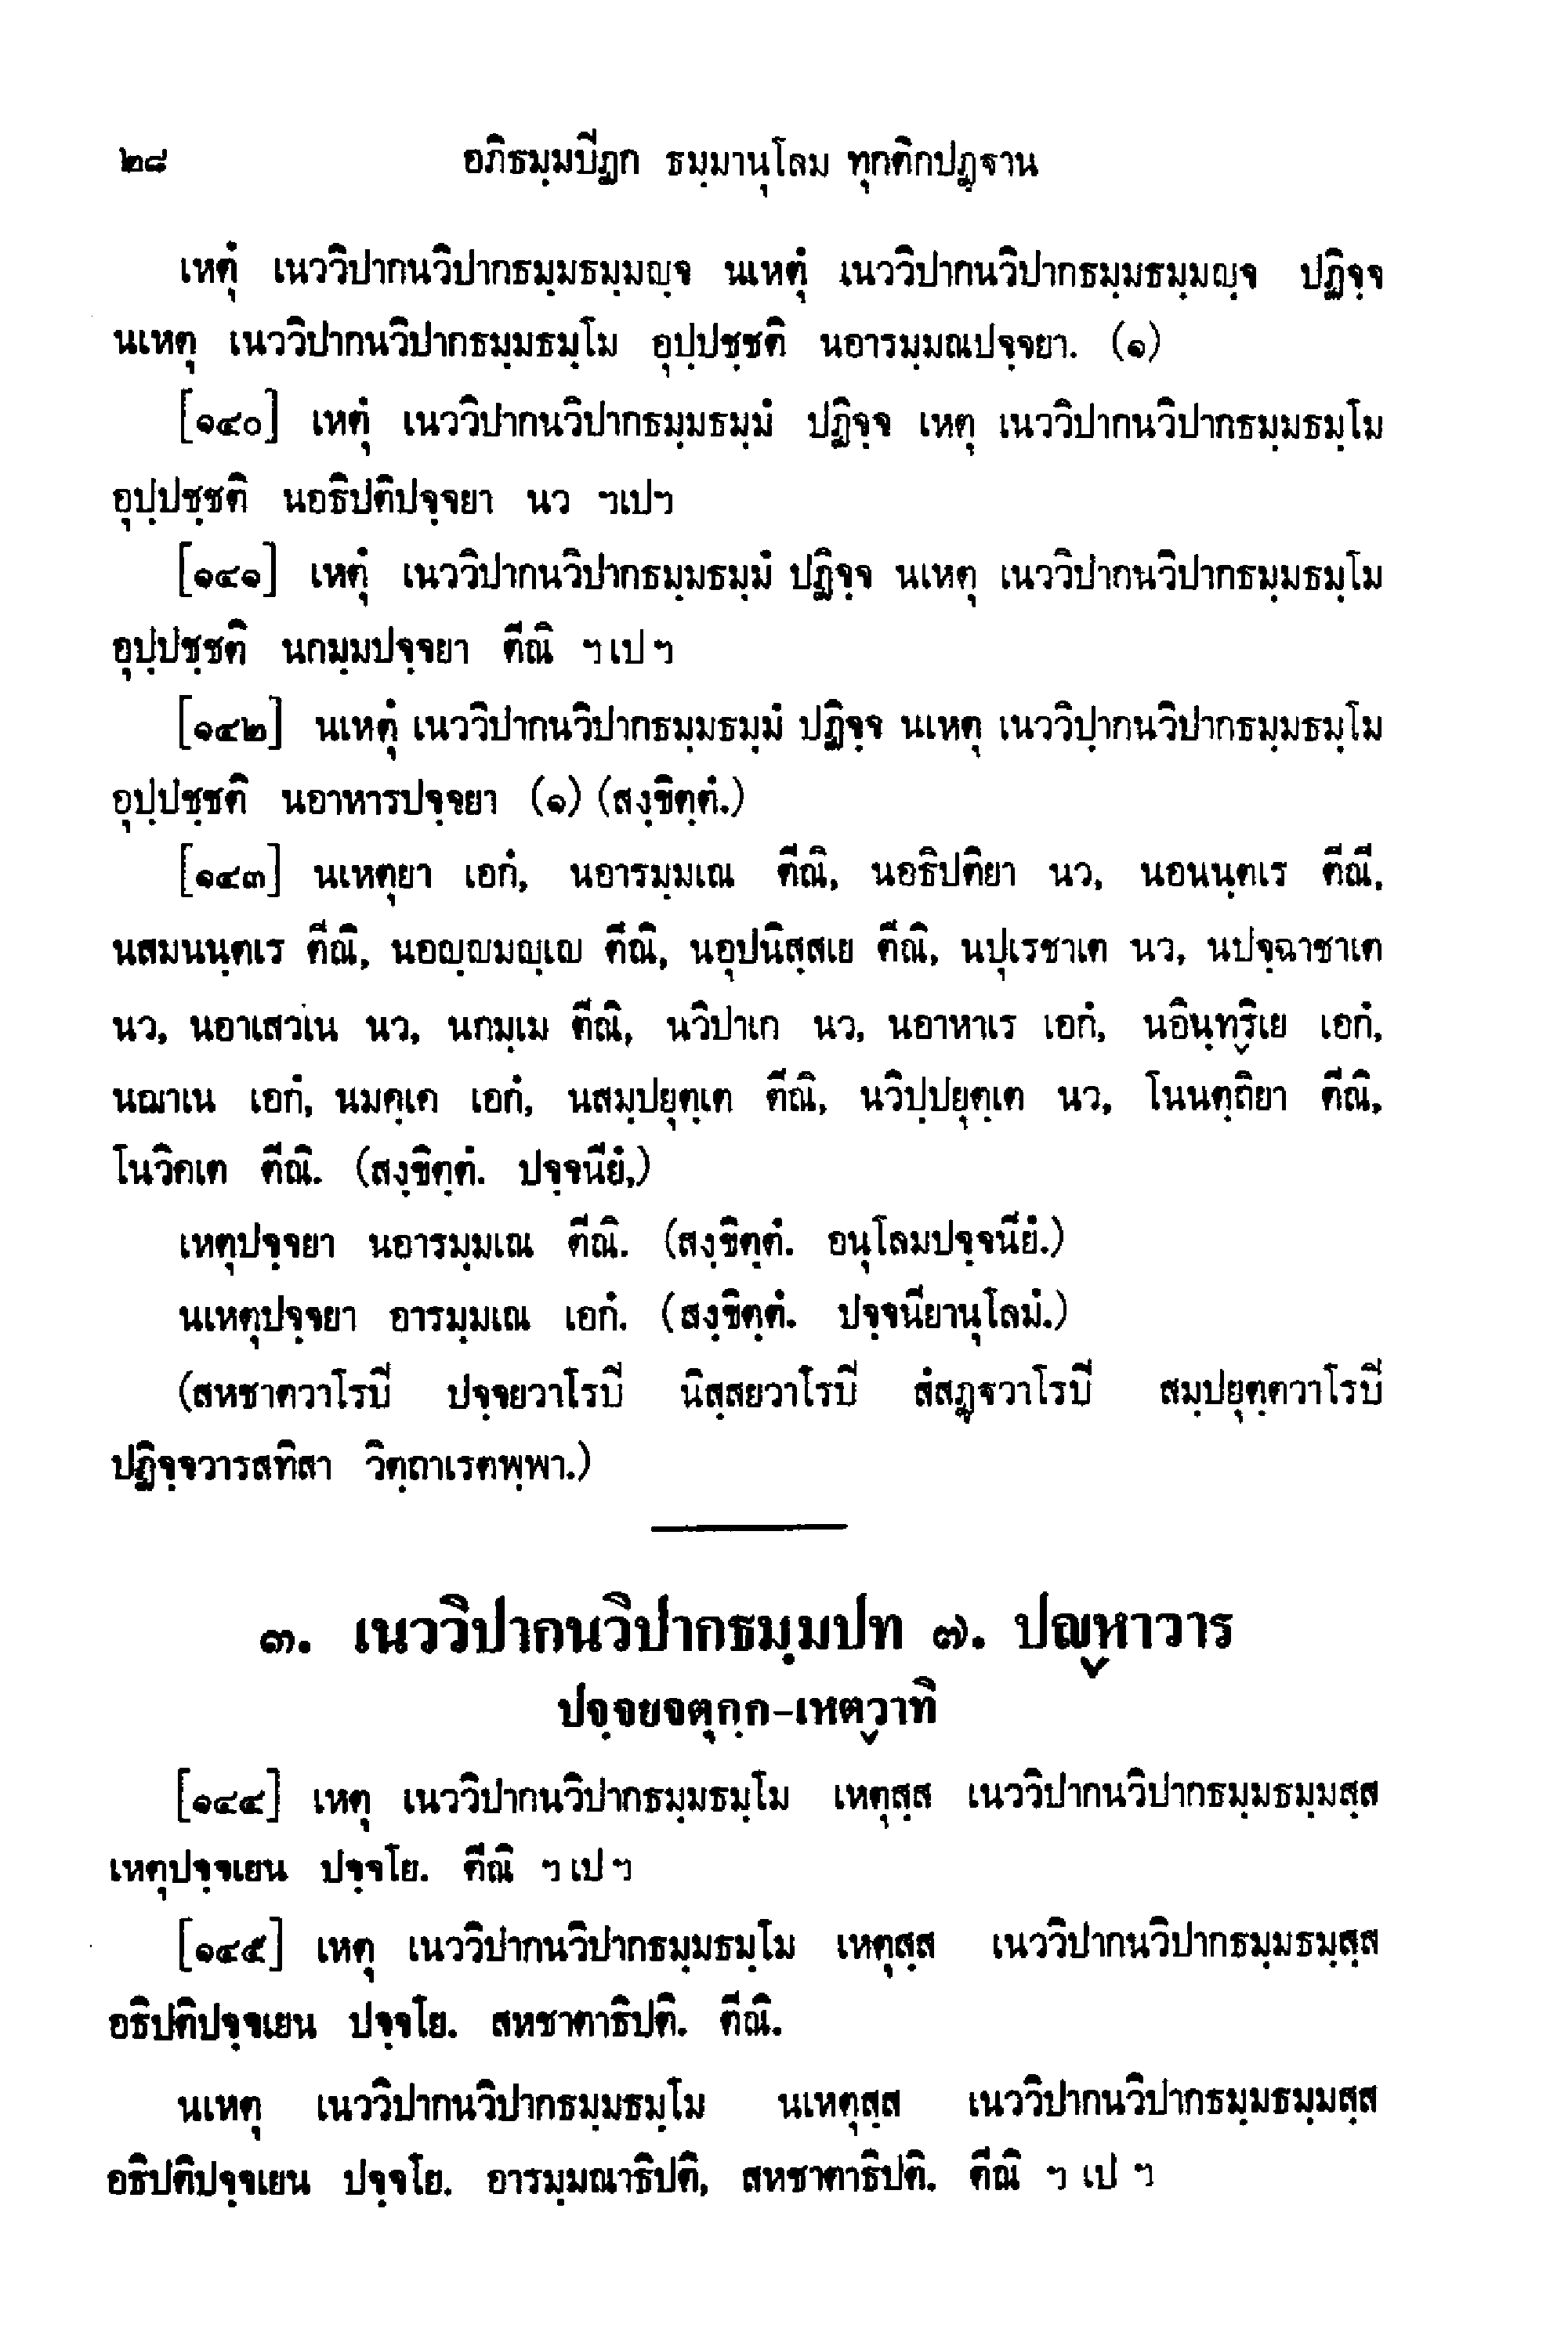 ๒๘ อภิธมฺมปีฏก ธมฺมานุโลม ทุกติกปฏฺฐาน
เหตุํ เนววิปากนวิปากธมฺมธมฺมญฺจ นเหตุํ เนววิปากนวิปากธมฺมธมฺมญฺจ ปฏิจฺจ
นเหตุ เนววิปากนวิปากธมฺมธมฺโม อุปฺปชฺชติ นอารมฺมณปจฺจยา. (๑)
[๑๔๐] เหตุํ เนววิปากนวิปากธมฺมธมฺมํ ปฏิจฺจ เหตุ เนววิปากนวิปากธมฺมธมฺโม
อุปฺปชฺชติ นอธิปติปจฺจยา นว ฯเปฯ
[๑๔๑] เหตุํ เนววิปากนวิปากธมฺมธมฺมํ ปฏิจฺจ นเหตุ เนววิปากนวิปากธมฺมธมฺโม
อุปฺปชฺชติ นกมฺมปจฺจยา ตีณิ ฯ เป ฯ
[๑๔๒] นเหตุํ เนววิปากนวิปากธมฺมธมฺมํ ปฏิจฺจ นเหตุ เนววิปากนวิปากธมฺมธมฺโม
อุปฺปชฺชติ นอาหารปจฺจยา (๑) (สงฺขิตฺตํ.)
[๑๔๓] นเหตุยา เอกํ, นอารมฺมเณ ตีณิ, นอธิปติยา นว, นอนนฺตเร ตีณี,
นสมนนฺตเร ตีณิ, นอญฺญมญฺเญ ตีณิ, นอุปนิสฺสเย ตีณิ, นปุเรชาเต นว, นปจฺฉาชาเต
นว, นอาเสวเน นว, นกมฺเม ตีณิ, นวิปาเก นว, นอาหาเร เอกํ, นอินฺทฺริเย เอกํ,
นฌาเน เอกํ, นมคฺเค เอกํ, นสมฺปยุตฺเต ตีณิ, นวิปฺปยุตฺเต นว, โนนตฺถิยา ตีณิ,
โนวิคเต ตีณิ. (สงฺขิตฺตํ. ปจฺจนียํ,)
เหตุปจฺจยา นอารมฺมเณ ตีณิ. (สงฺขิตฺตํ. อนุโลมปจฺจนียํ.)
นเหตุปจฺจยา อารมฺมเณ เอกํ. (สงฺขิตฺตํ. ปจฺจนียานุโลมํ.)
(สหชาตวาโรปี ปจฺจยวาโรปี นิสฺสยวาโรปี สํสฏฺฐวาโรปี สมฺปยุตฺตวาโรปี
ปฏิจฺจวารสทิสา วิตฺถาเรตพฺพา.)
๓. เนววิปากนวิปากธมฺมปท ๗. ปญฺหาวาร
ปจฺจยจตุกฺก-เหตฺวาทิ
[๑๔๔] เหตุ เนววิปากนวิปากธมฺมธมฺโม เหตุสฺส เนววิปากนวิปากธมฺมธมฺมสฺส
เหตุปจฺจเยน ปจฺจโย. ตีณิ ฯ เป ฯ
[๑๔๕] เหตุ เนววิปากนวิปากธมฺมธมฺโม เหตุสฺส เนววิปากนวิปากธมฺมธมฺสฺส
อธิปติปจฺจเยน ปจฺจโย. สหชาตาธิปติ. ตีณิ.
นเหตุ เนววิปากนวิปากธมฺมธมฺโม นเหตุสฺส เนววิปากนวิปากธมฺมธมฺมสฺส
อธิปติปจฺจเยน ปจฺจโย. อารมฺมณาธิปติ, สหชาตาธิปติ. ตีณิ ฯ เป ฯ